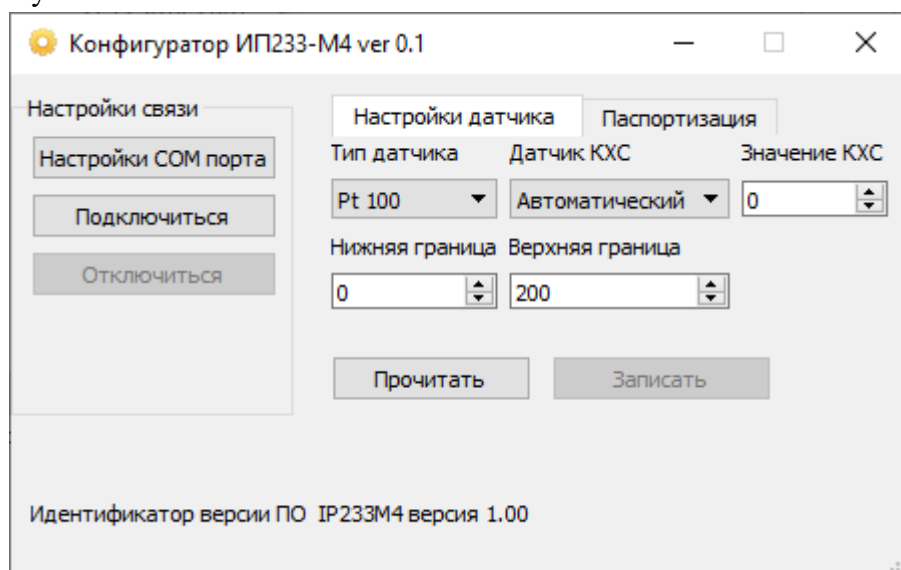 Конфигуратор ИП233-М4 ver 0.1
Настройки связи
Настройки COM порта
Подключиться
Отключиться
Настройки датчика
Паспортизация
Тип датчика
Датчик КХС
Значение КХС
Pt 100
Автоматический
0
Нижняя граница
Верхняя граница
0
200
Прочитать
Записать
Идентификатор версии ПО IP233M4 версия 1.00